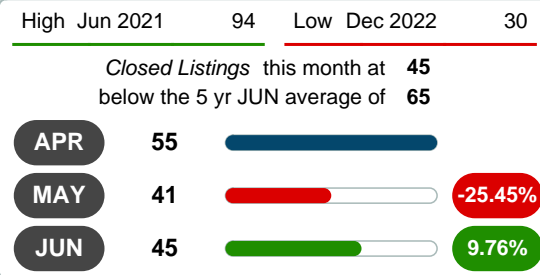 High Jun 2021 94 Low Dec 2022 30
Closed Listings this month at 45
below the 5 yr JUN average of 65
APR 55
MAY 41 -25.45%
JUN 45 9.76%